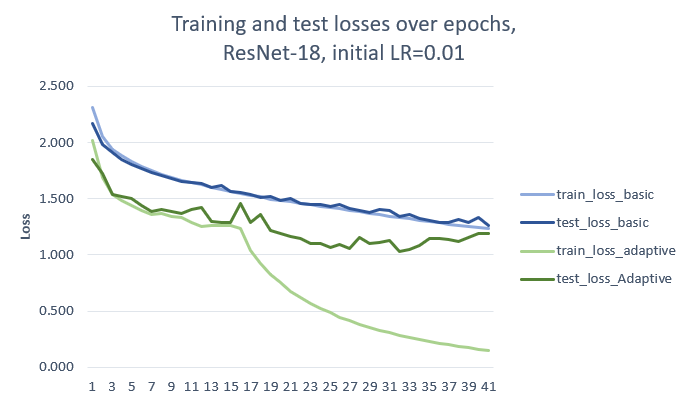 Training and test losses over epochs,
ResNet-18, initial LR=0.01
2.500
2.000
1.500
1.000
0.500
0.000
Loss
1 3 5 7 9 11 13 15 17 19 21 23 25 27 29 31 33 35 37 39 41
train_loss_basic
test_loss_basic
train_loss_adaptive
test_loss_Adaptive